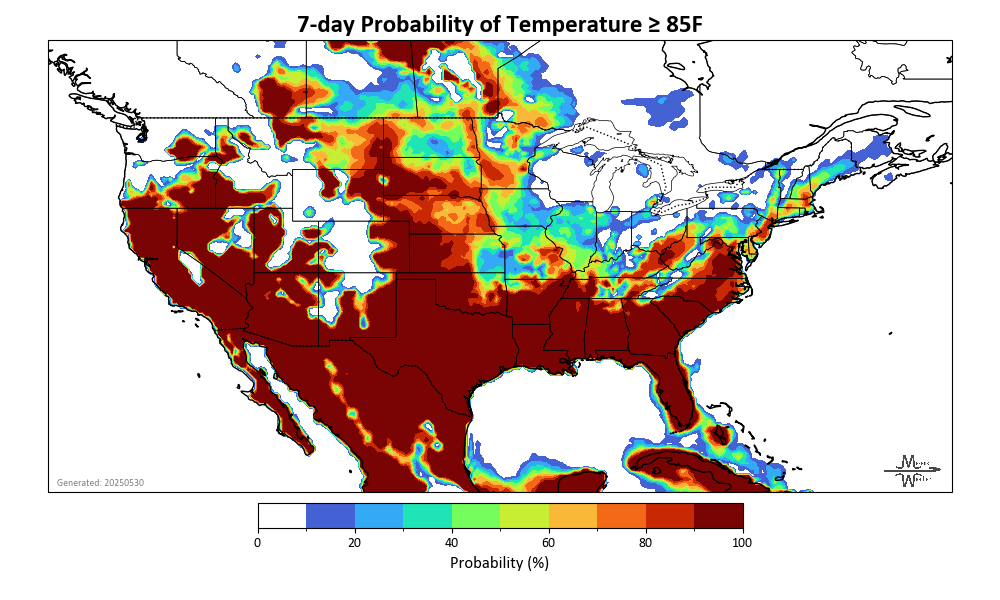 7-day Probability of Temperature ≥ 85F
Generated: 20250530
0 20 40 60 80 100
Probability (%)